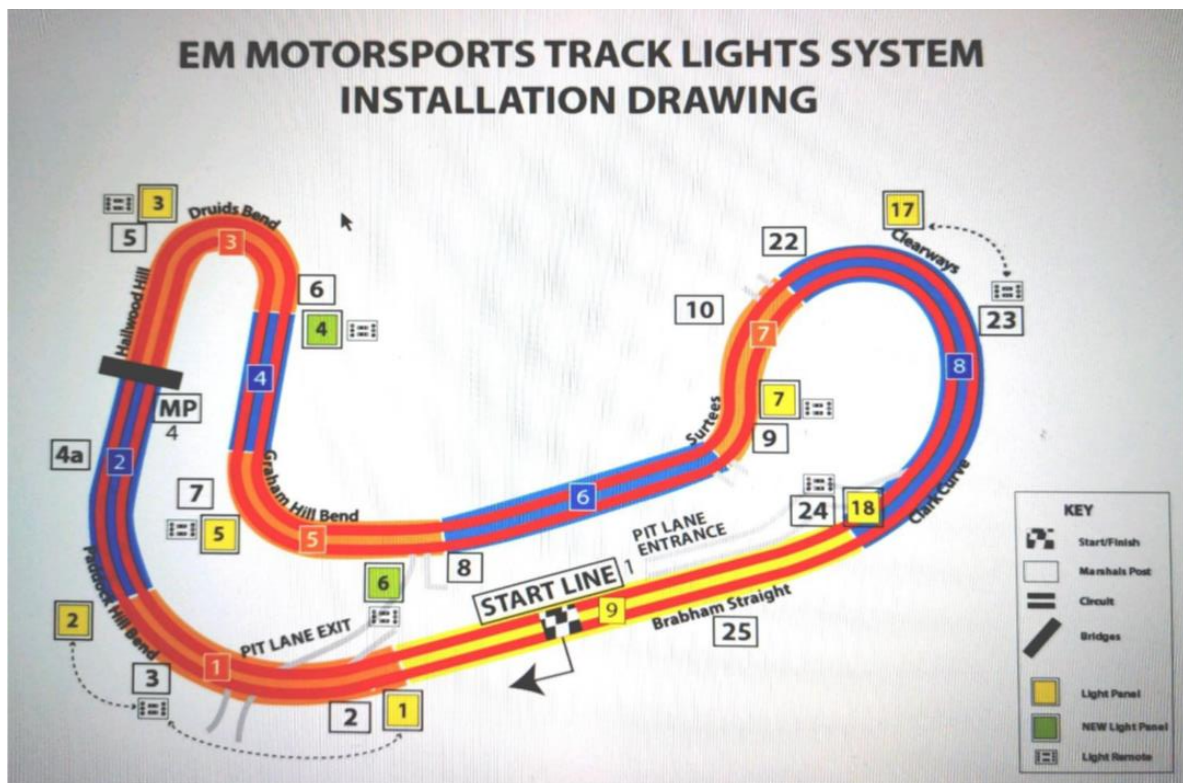 EM MOTORSPORTS TRACK LIGHTS SYSTEM
INSTALLATION DRAWING
3
Druids Bend
5
3
17
Clearways
22
Hailwood Hill
6
4
10
7
23
4
8
MP
4
7
Surtees
9
4a
2
Graham Hill Bend
7
6
24
18
Clark Curve
5
5
PIT LANE
ENTRANCE
8
START LINE 1
6
9
Brabham Straight
25
2
Paddock Hill Bend
PIT LANE EXIT
3
1
2
1
KEY
Start/Finish
Marshals Post
Circuit
Bridges
Light Panel
NEW Light Panel
Light Remote